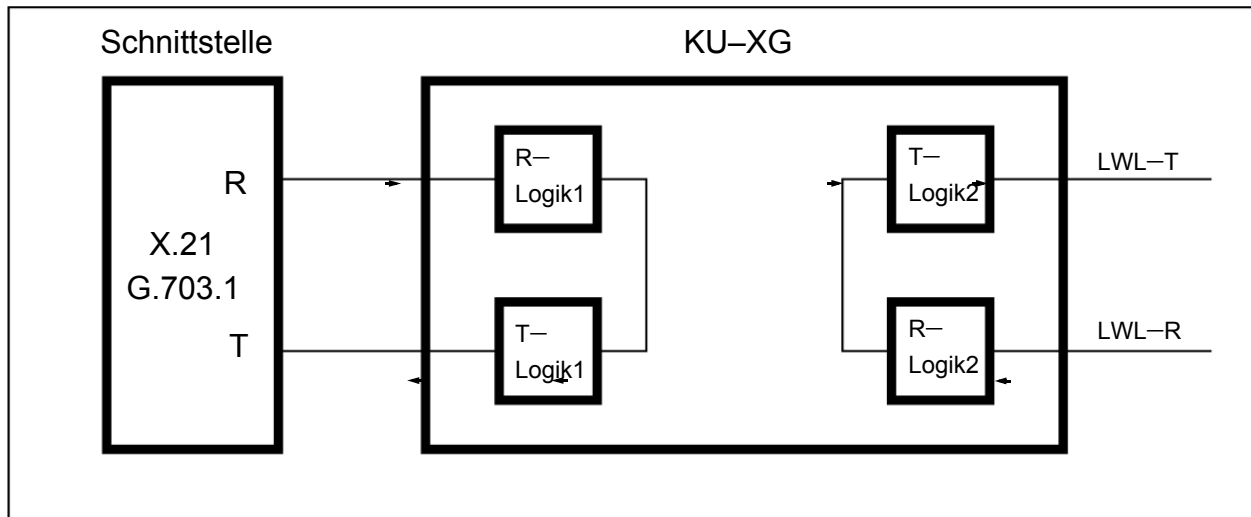 Schnittstelle
KU–XG
R
X.21
G.703.1
T
R–
Logik1
T–
Logik1
T–
Logik2
R–
Logik2
LWL–T
LWL–R